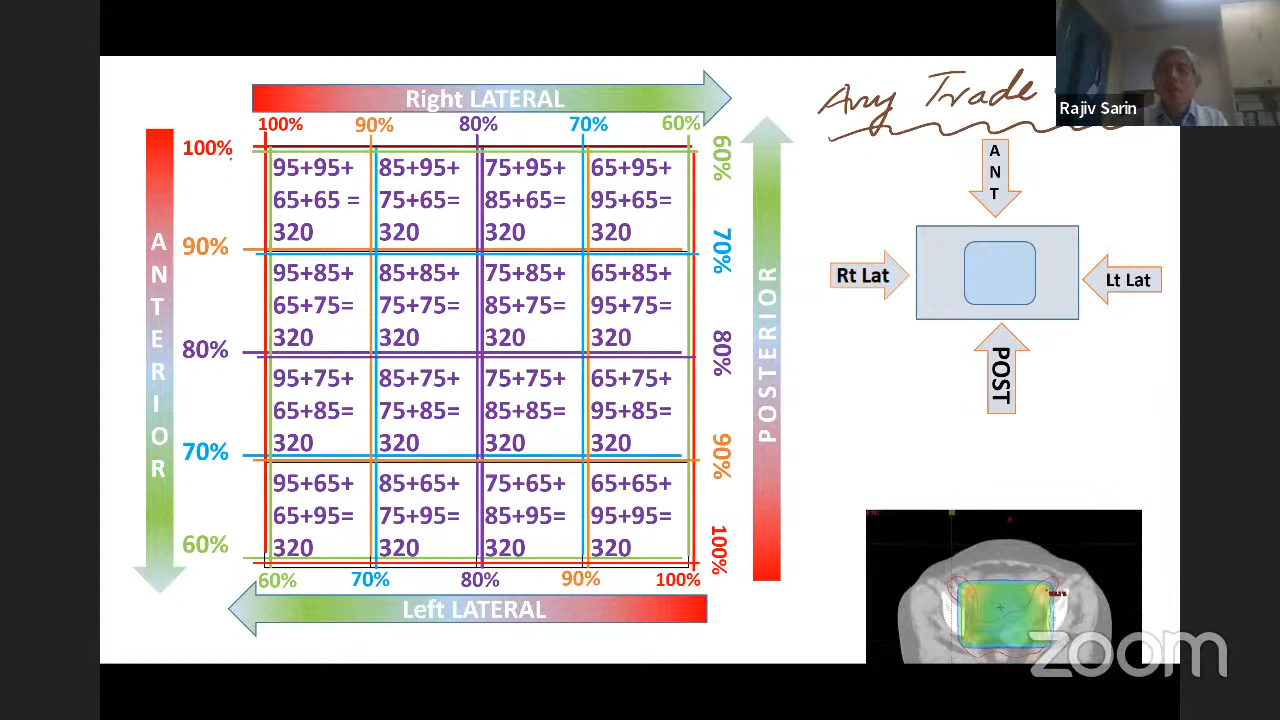 Right LATERAL
100% 90% 80% 70% 60%
Any Trade
Rajiv Sarin
100%
90%
80%
70%
60%
ANTERIOR
95+95+ 85+95+ 75+95+ 65+95+
65+65 = 75+65= 85+65= 95+65=
320 320 320 320
95+85+ 85+85+ 75+85+ 65+85+
65+75= 75+75= 85+75= 95+75=
320 320 320 320
95+75+ 85+75+ 75+75+ 65+75+
65+85= 75+85= 85+85= 95+85=
320 320 320 320
95+65+ 85+65+ 75+65+ 65+65+
65+95= 75+95= 85+95= 95+95=
320 320 320 320
60%
70%
80%
90%
100%
POSTERIOR
60% 70% 80% 90% 100%
Left LATERAL
ANT
Rt Lat
Lt Lat
POST
zoom